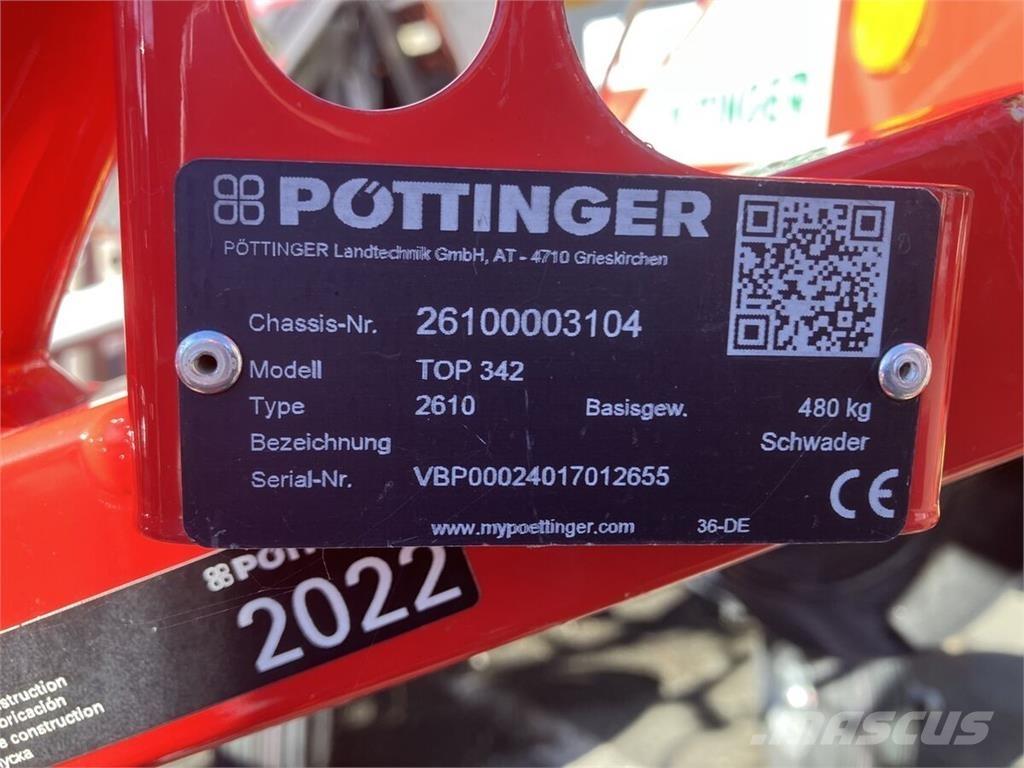 PÖTTINGER
PÖTTINGER Landtechnik GmbH, AT - 4710 Grieskirchen
Chassis-Nr. 26100003104
Modell TOP 342
Type 2610 Basisgew. 480 kg
Bezeichnung Schwader
Serial-Nr. VBP00024017012655
www.mypoettinger.com 36-DE
CE
2022
construction
MASCUS